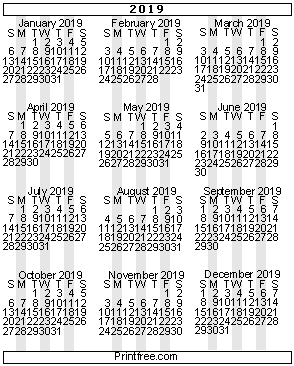 2019
January 2019
S M T W T F S
1 2 3 4 5
6 7 8 9 10 11 12
13 14 15 16 17 18 19
20 21 22 23 24 25 26
27 28 29 30 31
February 2019
S M T W T F S
1 2
3 4 5 6 7 8 9
10 11 12 13 14 15 16
17 18 19 20 21 22 23
24 25 26 27 28
March 2019
S M T W T F S
1 2
3 4 5 6 7 8 9
10 11 12 13 14 15 16
17 18 19 20 21 22 23
24 25 26 27 28 29 30
31
April 2019
S M T W T F S
1 2 3 4 5 6
7 8 9 10 11 12 13
14 15 16 17 18 19 20
21 22 23 24 25 26 27
28 29 30
May 2019
S M T W T F S
1 2 3 4
5 6 7 8 9 10 11
12 13 14 15 16 17 18
19 20 21 22 23 24 25
26 27 28 29 30 31
June 2019
S M T W T F S
1
2 3 4 5 6 7 8
9 10 11 12 13 14 15
16 17 18 19 20 21 22
23 24 25 26 27 28 29
30
July 2019
S M T W T F S
1 2 3 4 5 6
7 8 9 10 11 12 13
14 15 16 17 18 19 20
21 22 23 24 25 26 27
28 29 30 31
August 2019
S M T W T F S
1 2 3
4 5 6 7 8 9 10
11 12 13 14 15 16 17
18 19 20 21 22 23 24
25 26 27 28 29 30 31
September 2019
S M T W T F S
1 2 3 4 5 6 7
8 9 10 11 12 13 14
15 16 17 18 19 20 21
22 23 24 25 26 27 28
29 30
October 2019
S M T W T F S
1 2 3 4 5
6 7 8 9 10 11 12
13 14 15 16 17 18 19
20 21 22 23 24 25 26
27 28 29 30 31
November 2019
S M T W T F S
1 2
3 4 5 6 7 8 9
10 11 12 13 14 15 16
17 18 19 20 21 22 23
24 25 26 27 28 29 30
December 2019
S M T W T F S
1 2 3 4 5 6 7
8 9 10 11 12 13 14
15 16 17 18 19 20 21
22 23 24 25 26 27 28
29 30 31
Printfree.com